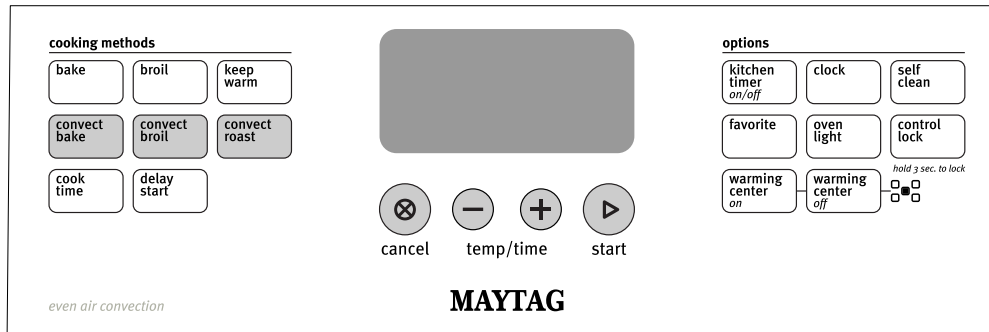 cooking methods
bake
broil
keep
warm
convect
bake
convect
broil
convect
roast
cook
time
delay
start
cancel
temp/time
start
MAYTAG
even air convection
options
kitchen
timer
on/off
clock
self
clean
favorite
oven
light
control
lock
hold 3 sec. to lock
warming
center
on
warming
center
off